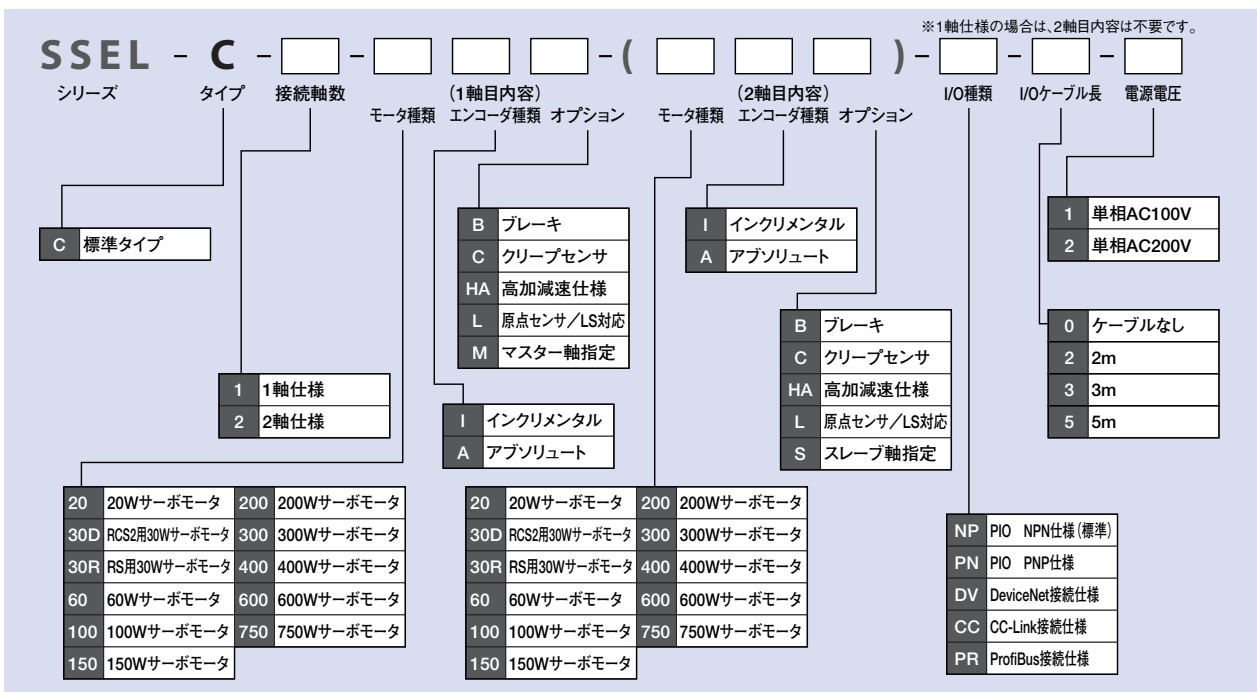 ※1軸仕様の場合は、2軸目内容は不要です。
SSEL - C - - - ( ) - - -
シリーズ タイプ 接続軸数 (1軸目内容) (2軸目内容) I/O種類 I/Oケーブル長 電源電圧
モータ種類 エンコーダ種類 オプション モータ種類 エンコーダ種類 オプション
C 標準タイプ
1 1軸仕様
2 2軸仕様
20 20Wサーボモータ 200 200Wサーボモータ
30D RCS2用30Wサーボモータ 300 300Wサーボモータ
30R RS用30Wサーボモータ 400 400Wサーボモータ
60 60Wサーボモータ 600 600Wサーボモータ
100 100Wサーボモータ 750 750Wサーボモータ
150 150Wサーボモータ
I インクリメンタル
A アブソリュート
B ブレーキ
C クリープセンサ
HA 高加減速仕様
L 原点センサ/LS対応
M マスター軸指定
20 20Wサーボモータ 200 200Wサーボモータ
30D RCS2用30Wサーボモータ 300 300Wサーボモータ
30R RS用30Wサーボモータ 400 400Wサーボモータ
60 60Wサーボモータ 600 600Wサーボモータ
100 100Wサーボモータ 750 750Wサーボモータ
150 150Wサーボモータ
I インクリメンタル
A アブソリュート
B ブレーキ
C クリープセンサ
HA 高加減速仕様
L 原点センサ/LS対応
S スレーブ軸指定
NP PIO NPN仕様(標準)
PN PIO PNP仕様
DV DeviceNet接続仕様
CC CC-Link接続仕様
PR ProfiBus接続仕様
0 ケーブルなし
2 2m
3 3m
5 5m
1 単相AC100V
2 単相AC200V